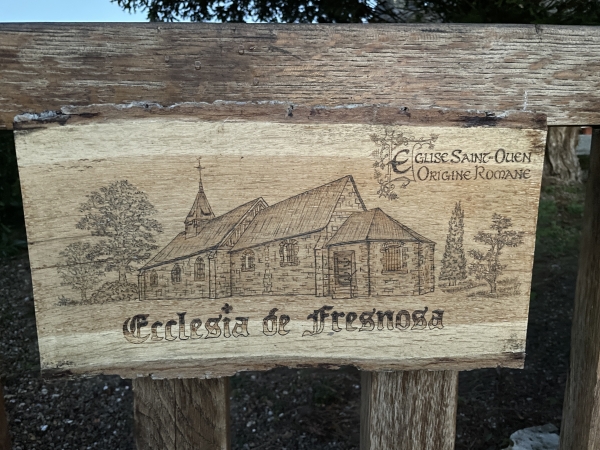 Eglise Saint-Ouen
Origine Romane
Ecclesia de Fresnosa